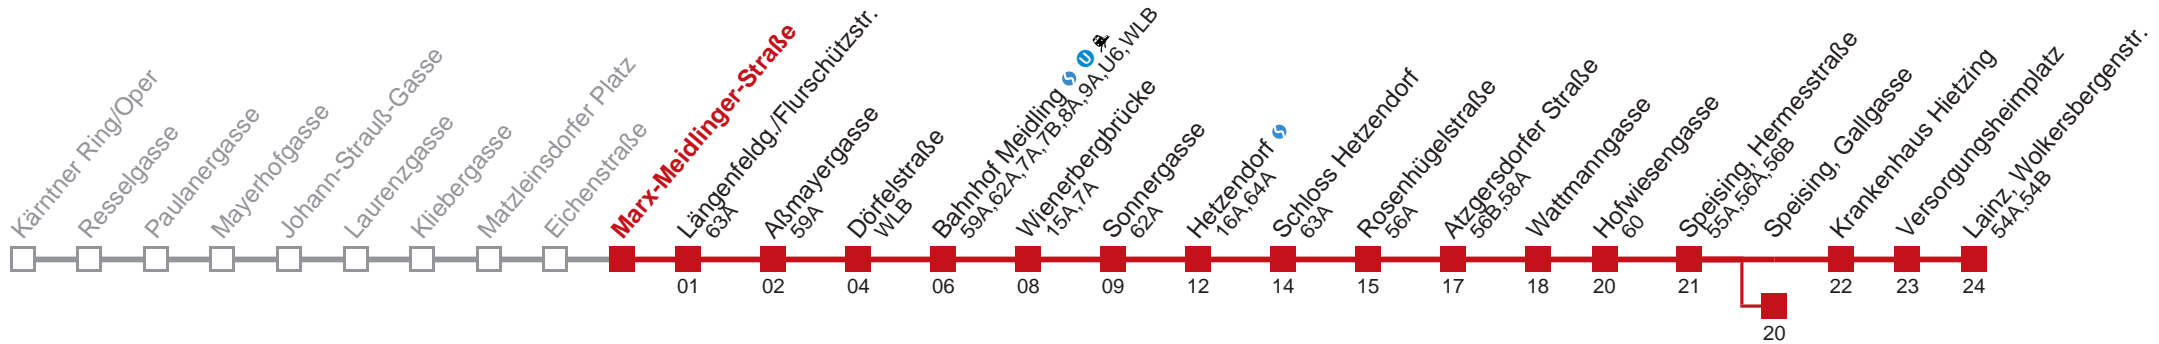 Kärntner Ring/Oper
Resselgasse
Paulanergasse
Mayerhofgasse
Johann-Strauß-Gasse
Laurenzgasse
Kliebergasse
Matzleinsdorfer Platz
Eichenstraße
Marx-Meidlinger-Straße
Längenfeldg./Flurschützstr.
63A
Aßmayergasse
59A
Dörfelstraße
WLB
Bahnhof Meidling S U
59A,62A,7A,7B,8A,9A,U6,WLB
Wienerbergbrücke
15A,7A
Sonnergasse
62A
Hetzendorf S
16A,64A
Schloss Hetzendorf
63A
Rosenhügelstraße
56A
Atzgersdorfer Straße
56B,58A
Wattmanngasse
Hofwiesengasse
60
Speising, Hermesstraße
55A,56A,56B
Speising, Gallgasse
Krankenhaus Hietzing
Versorgungsheimplatz
Lainz, Wolkersbergenstr.
54A,54B
01 02 04 06 08 09 12 14 15 17 18 20 21 22 23 24
20